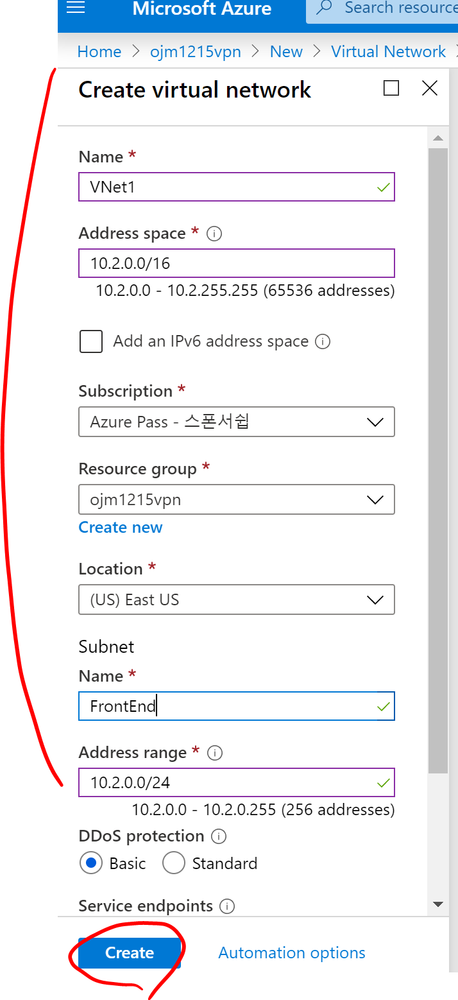 Microsoft Azure
Search resource
Home > ojm1215vpn > New > Virtual Network >
Create virtual network
Name *
VNet1
Address space *
10.2.0.0/16
10.2.0.0 - 10.2.255.255 (65536 addresses)
Add an IPv6 address space
Subscription *
Azure Pass - 스폰서쉽
Resource group *
ojm1215vpn
Create new
Location *
(US) East US
Subnet
Name *
FrontEnd
Address range *
10.2.0.0/24
10.2.0.0 - 10.2.0.255 (256 addresses)
DDoS protection
Basic Standard
Service endpoints
Create Automation options